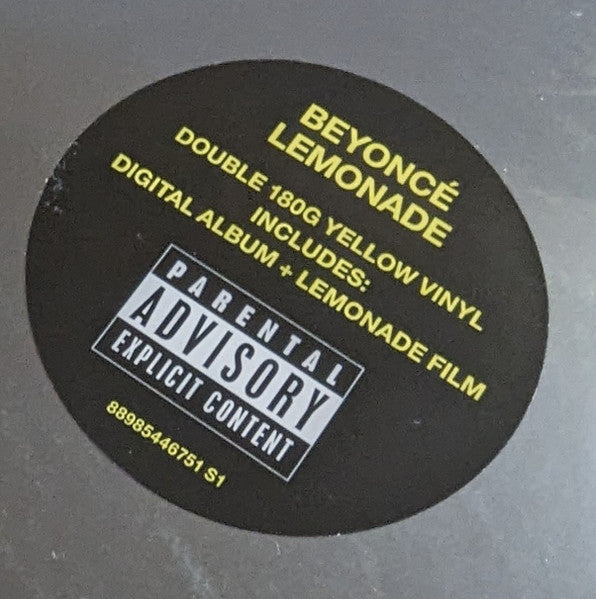 BEYONCÉ
LEMONADE
DOUBLE 180G YELLOW VINYL
INCLUDES:
DIGITAL ALBUM + LEMONADE FILM
PARENTAL
ADVISORY
EXPLICIT CONTENT
88985446751 S1